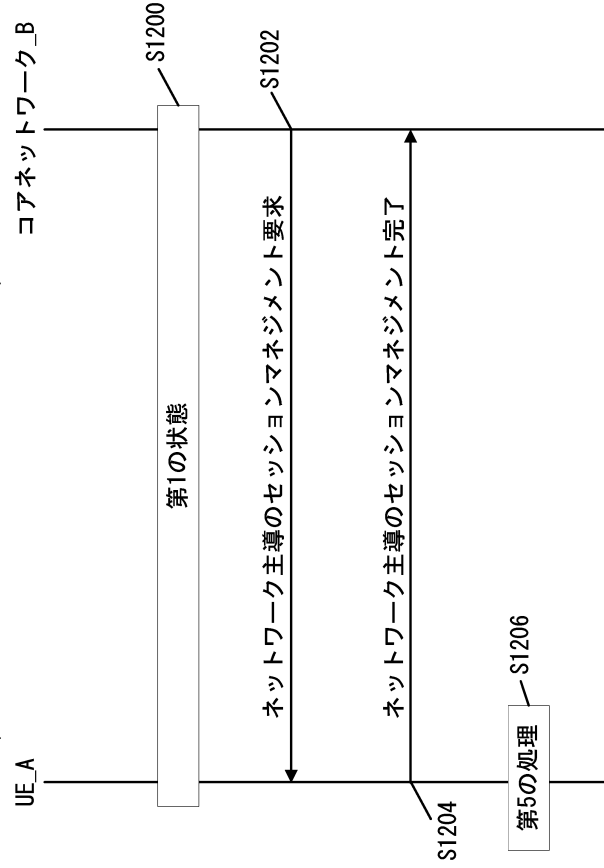 UE_A
コアネットワーク_B
第1の状態
S1200
ネットワーク主導のセッションマネジメント要求
S1202
ネットワーク主導のセッションマネジメント完了
S1204
第5の処理
S1206